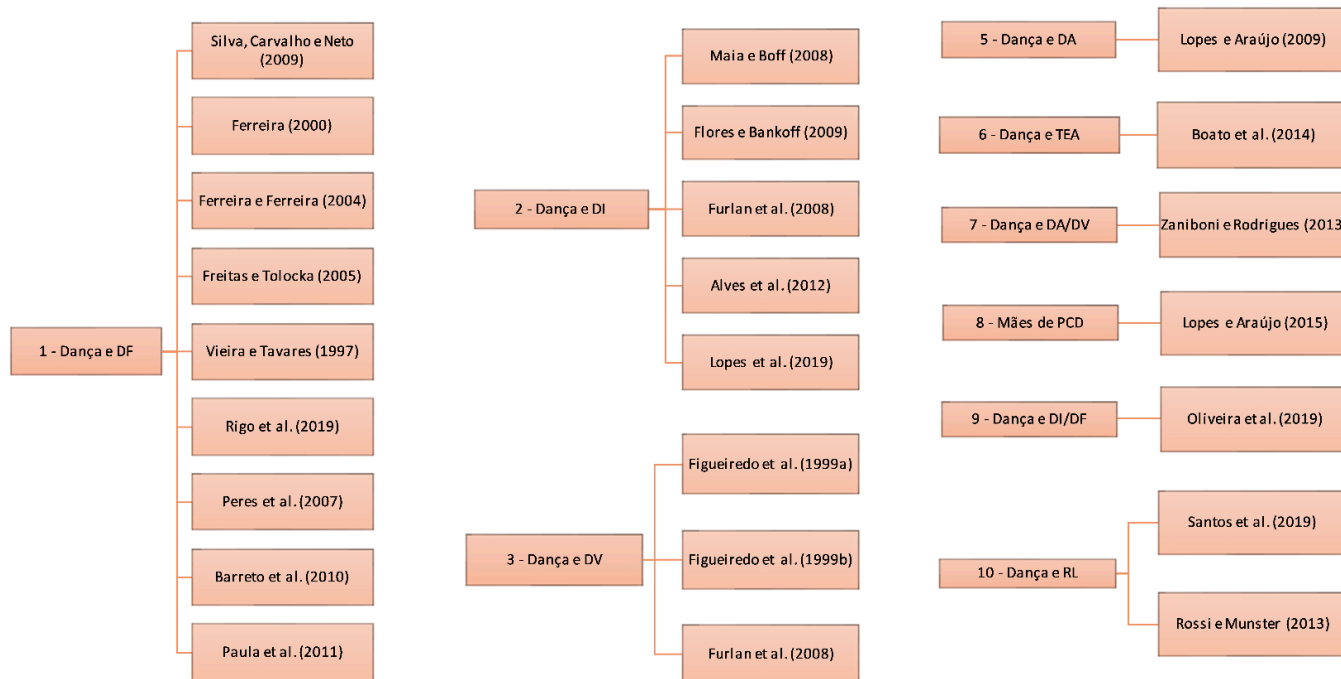 1 - Dança e DF
Silva, Carvalho e Neto
(2009)
Ferreira (2000)
Ferreira e Ferreira (2004)
Freitas e Tolocka (2005)
Vieira e Tavares (1997)
Rigo et al. (2019)
Peres et al. (2007)
Barreto et al. (2010)
Paula et al. (2011)
2 - Dança e DI
Maia e Boff (2008)
Flores e Bankoff (2009)
Furlan et al. (2008)
Alves et al. (2012)
Lopes et al. (2019)
3 - Dança e DV
Figueiredo et al. (1999a)
Figueiredo et al. (1999b)
Furlan et al. (2008)
5 - Dança e DA
Lopes e Araújo (2009)
6 - Dança e TEA
Boato et al. (2014)
7 - Dança e DA/DV
Zaniboni e Rodrigues (2013)
8 - Mães de PCD
Lopes e Araújo (2015)
9 - Dança e DI/DF
Oliveira et al. (2019)
10 - Dança e RL
Santos et al. (2019)
Rossi e Munster (2013)